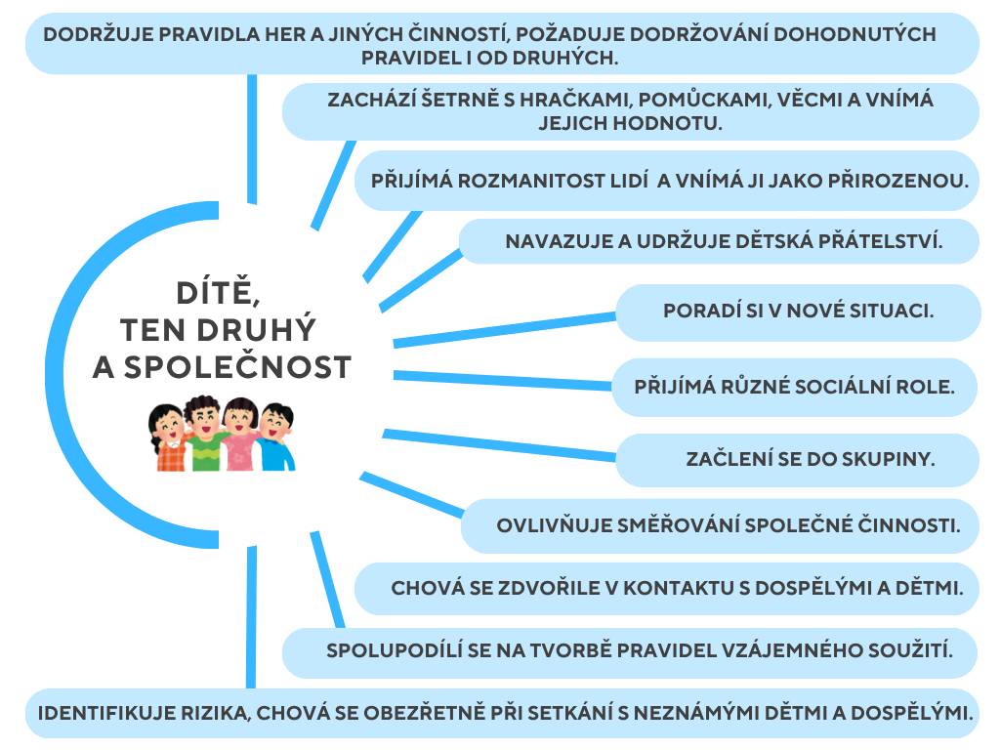 DODRŽUJE PRAVIDLA HER A JINÝCH ČINNOSTÍ, POŽADUJE DODRŽOVÁNÍ DOHODNUTÝCH
PRAVIDEL I OD DRUHÝCH.
ZACHÁZÍ ŠETRNĚ S HRAČKAMI, POMŮCKAMI, VĚCMI A VNÍMÁ
JEJICH HODNOTU.
PŘIJÍMÁ ROZMANITOST LIDÍ A VNÍMÁ JI JAKO PŘIROZENOU.
NAVAZUJE A UDRŽUJE DĚTSKÁ PŘÁTELSTVÍ.
DÍTĚ,
TEN DRUHÝ
A SPOLEČNOST
PORADÍ SI V NOVÉ SITUACI.
PŘIJÍMÁ RŮZNÉ SOCIÁLNÍ ROLE.
ZAČLENÍ SE DO SKUPINY.
OVLIVŇUJE SMĚŘOVÁNÍ SPOLEČNÉ ČINNOSTI.
CHOVÁ SE ZDVOŘILE V KONTAKTU S DOSPĚLÝMI A DĚTMI.
SPOLUPODÍLÍ SE NA TVORBĚ PRAVIDEL VZÁJEMNÉHO SOUŽITÍ.
IDENTIFIKUJE RIZIKA, CHOVÁ SE OBEZŘETNĚ PŘI SETKÁNÍ S NEZNÁMÝMI DĚTMI A DOSPĚLÝMI.